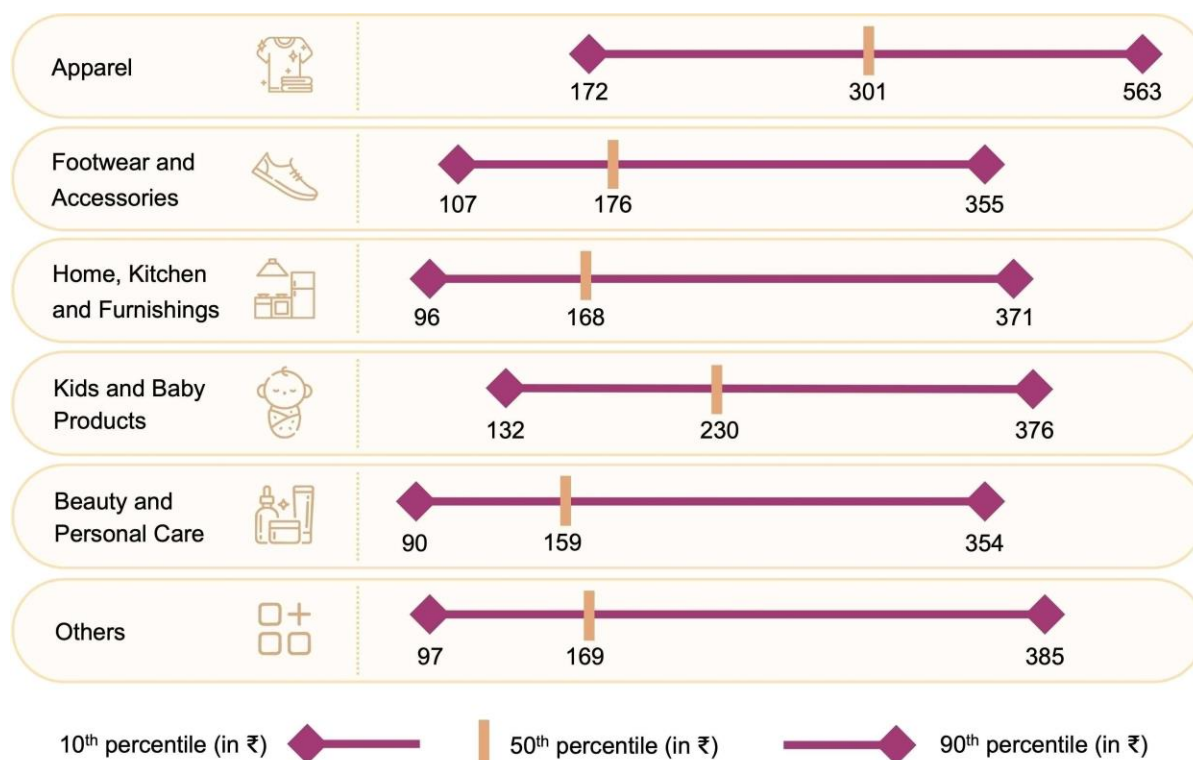 Apparel
172 301 563
Footwear and
Accessories
107 176 355
Home, Kitchen
and Furnishings
96 168 371
Kids and Baby
Products
132 230 376
Beauty and
Personal Care
90 159 354
Others
97 169 385
10th percentile (in ₹) 50th percentile (in ₹) 90th percentile (in ₹)